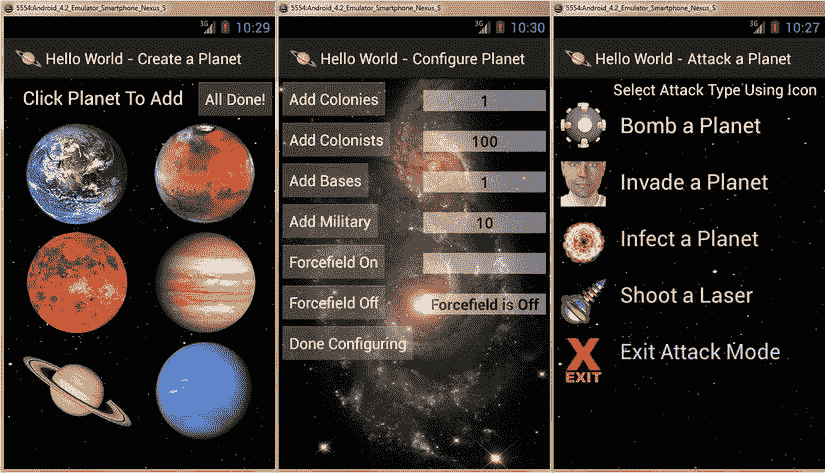 5554:Android_4.2_Emulator_Smartphone_Nexus_S
3G 10:29
Hello World - Create a Planet
Click Planet To Add
All Done!
5554:Android_4.2_Emulator_Smartphone_Nexus_S
3G 10:30
Hello World - Configure Planet
Add Colonies 1
Add Colonists 100
Add Bases 1
Add Military 10
Forcefield On
Forcefield Off Forcefield is Off
Done Configuring
5554:Android_4.2_Emulator_Smartphone_Nexus_S
3G 10:27
Hello World - Attack a Planet
Select Attack Type Using Icon
Bomb a Planet
Invade a Planet
Infect a Planet
Shoot a Laser
Exit Attack Mode
X
EXIT